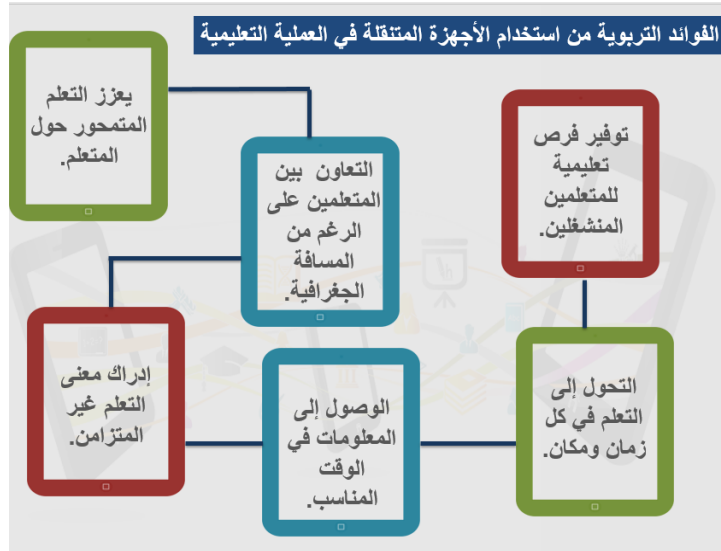 الفوائد التربوية من استخدام الأجهزة المتنقلة في العملية التعليمية
توفير فرص
تعليمية
للمتعلمين
المنشغلين.
التحول إلى
التعلم في كل
زمان ومكان.
الوصول إلى
المعلومات في
الوقت
المناسب.
إدراك معنى
التعلم غير
المتزامن.
التعاون بين
المتعلمين على
الرغم من
المسافة
الجغرافية.
يعزز التعلم
المتمحور حول
المتعلم.